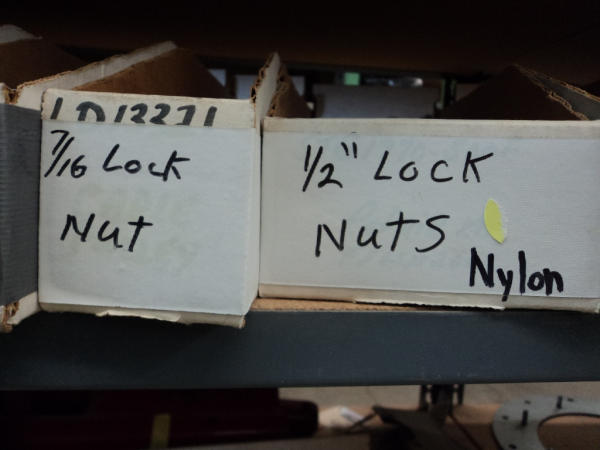 7/16 Lock
Nut
1/2" LOCK
NUTS
Nylon